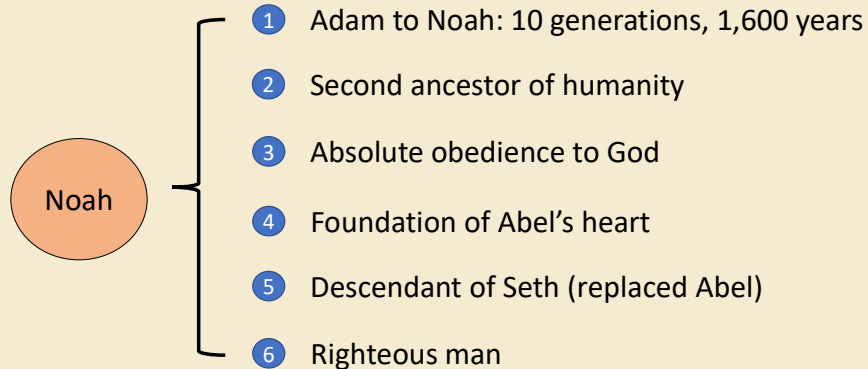 Noah
1 Adam to Noah: 10 generations, 1,600 years
2 Second ancestor of humanity
3 Absolute obedience to God
4 Foundation of Abel’s heart
5 Descendant of Seth (replaced Abel)
6 Righteous man